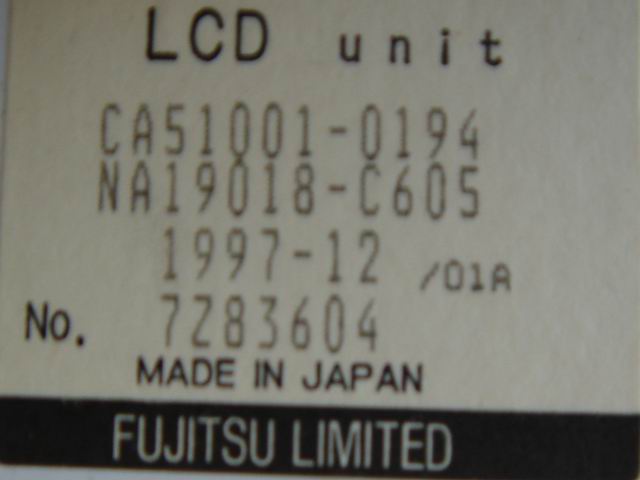 LCD unit
CA51001-0194
NA19018-C605
1997-12 /01A
No. 7Z83604
MADE IN JAPAN
FUJITSU LIMITED